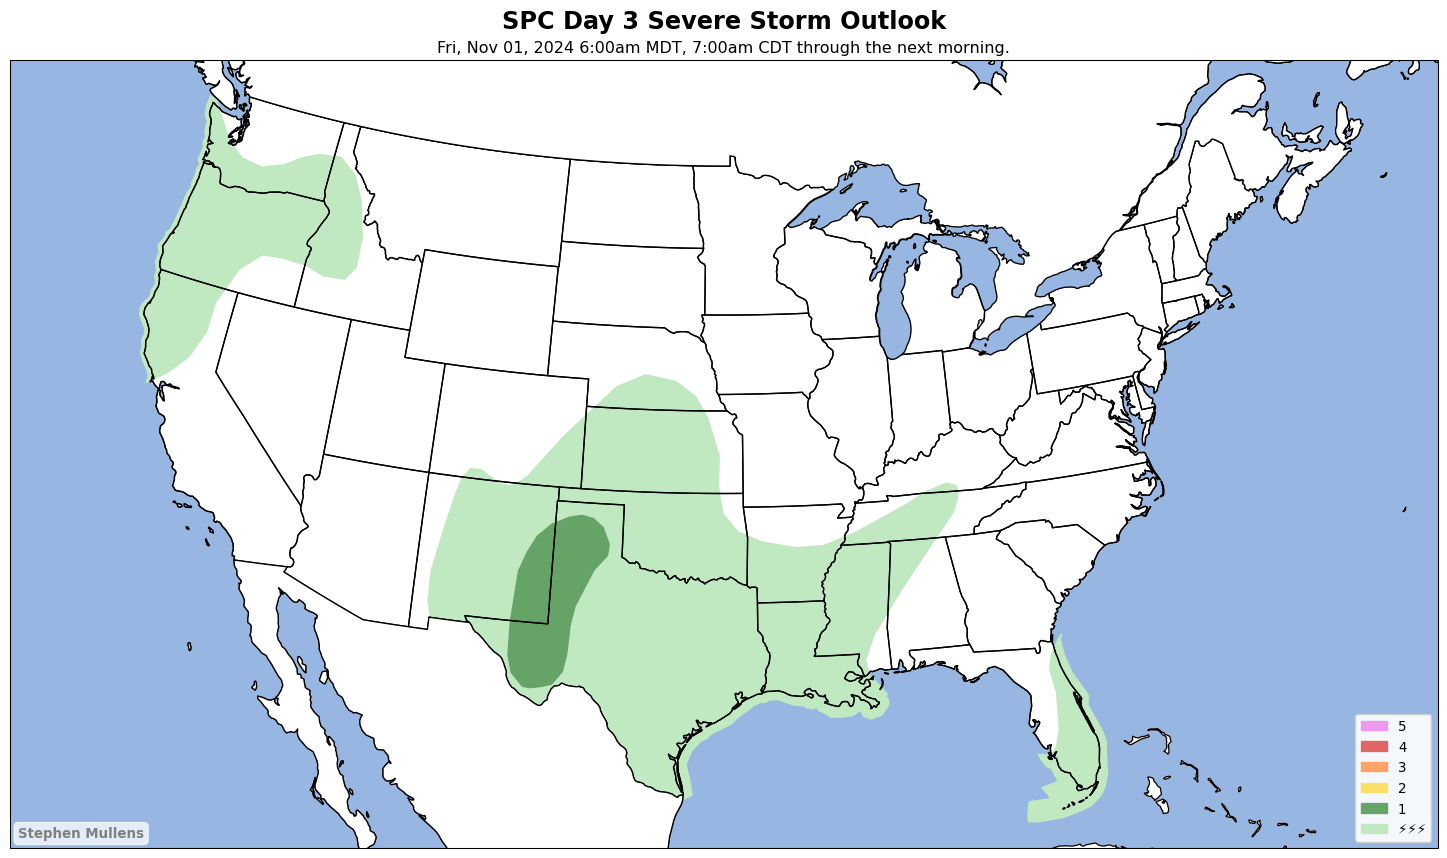 SPC Day 3 Severe Storm Outlook
Fri, Nov 01, 2024 6:00am MDT, 7:00am CDT through the next morning.
5
4
3
2
1
⚡⚡⚡
Stephen Mullens